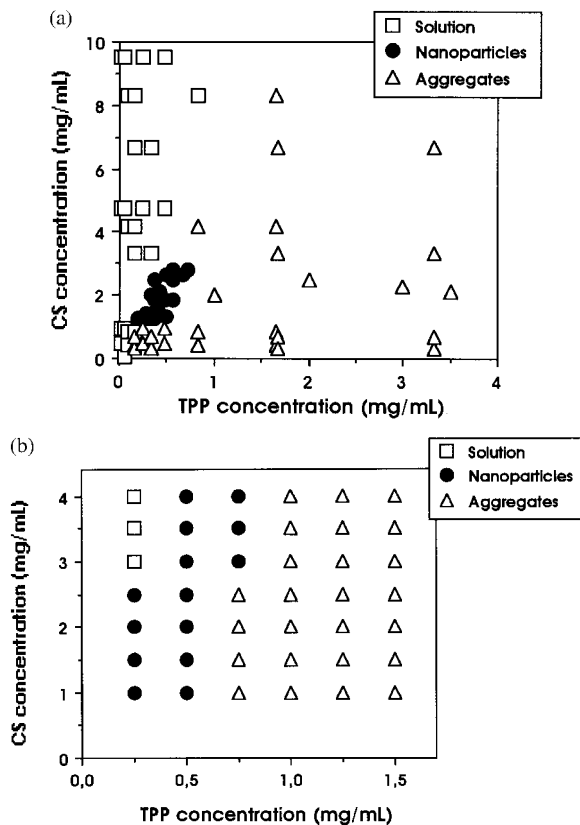 (a)
Solution
Nanoparticles
Aggregates
10
8
6
4
2
0
CS concentration (mg/mL)
0 1 2 3 4
TPP concentration (mg/mL)
(b)
Solution
Nanoparticles
Aggregates
4
3
2
1
0
CS concentration (mg/mL)
0,0 0,5 1,0 1,5
TPP concentration (mg/mL)